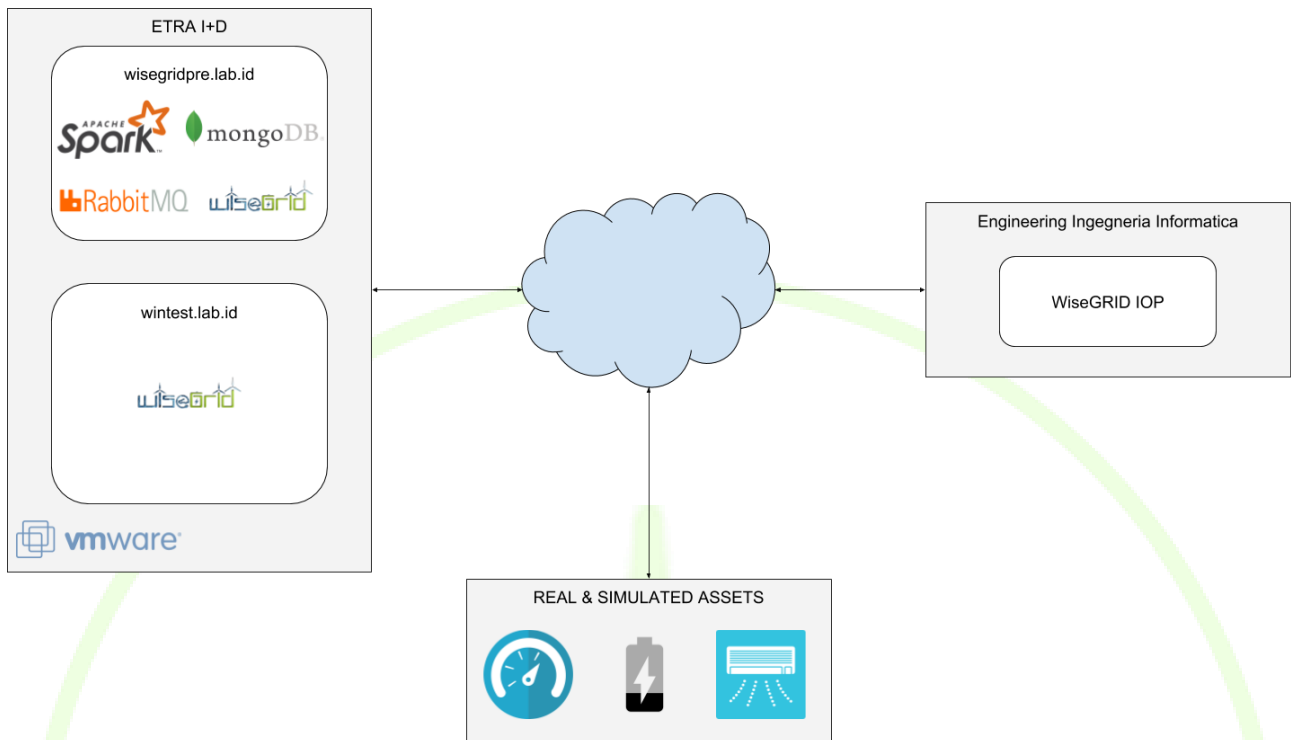 ETRA I+D
wisegridpre.lab.id
APACHE
Spark™
mongoDB.
RabbitMQ
wiseGrid
wintest.lab.id
wiseGrid
vmware®
Engineering Ingegneria Informatica
WiseGRID IOP
REAL & SIMULATED ASSETS